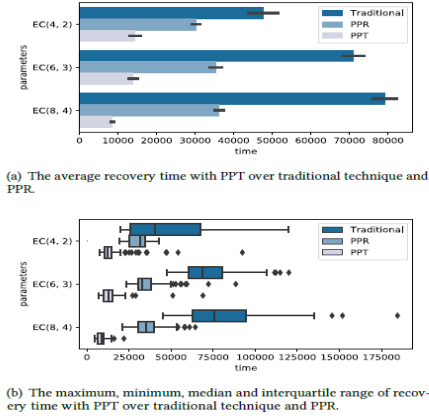 Traditional
PPR
PPT
EC(4, 2)
EC(6, 3)
EC(8, 4)
parameters
0 10000 20000 30000 40000 50000 60000 70000 80000
time
(a) The average recovery time with PPT over traditional technique and
PPR.
Traditional
PPR
PPT
EC(4, 2)
EC(6, 3)
EC(8, 4)
parameters
0 25000 50000 75000 100000 125000 150000 175000
time
(b) The maximum, minimum, median and interquartile range of recov-
ery time with PPT over traditional technique and PPR.